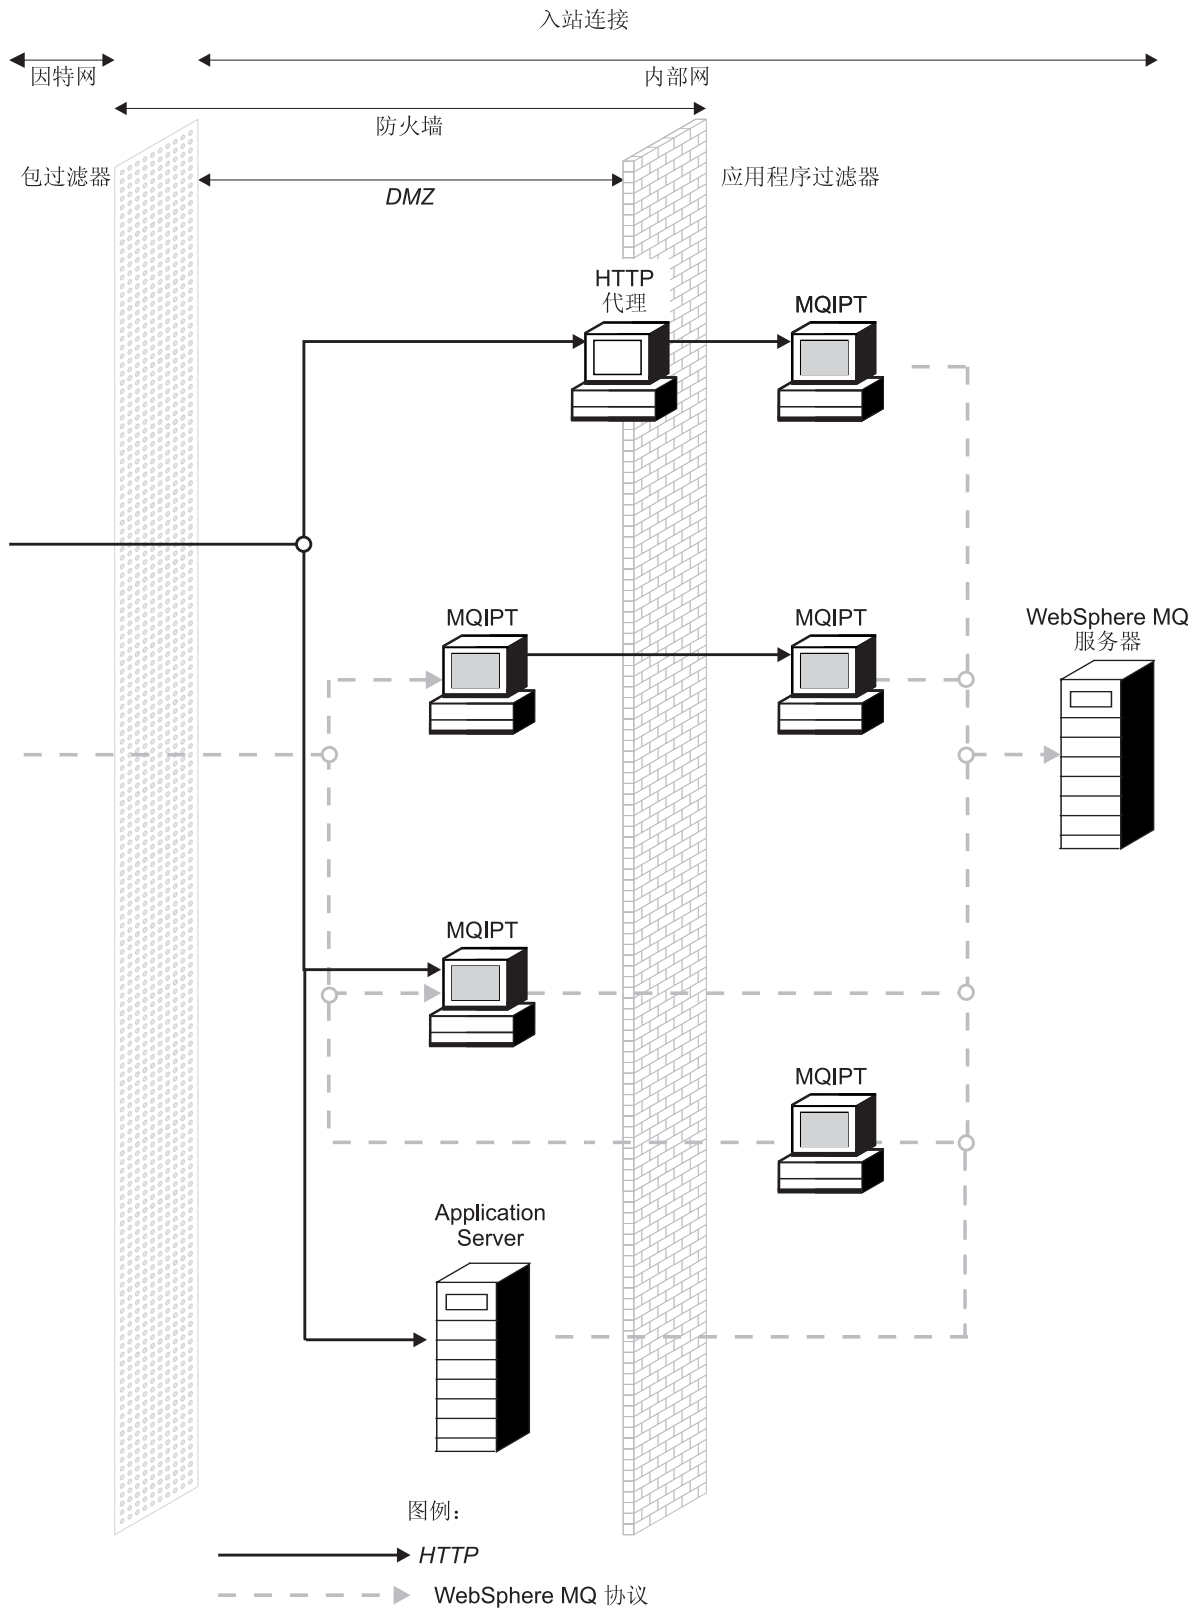 入站连接
因特网
内部网
防火墙
包过滤器
DMZ
应用程序过滤器
HTTP
代理
MQIPT
MQIPT
MQIPT
WebSphere MQ
服务器
MQIPT
MQIPT
Application
Server
图例：
HTTP
WebSphere MQ 协议